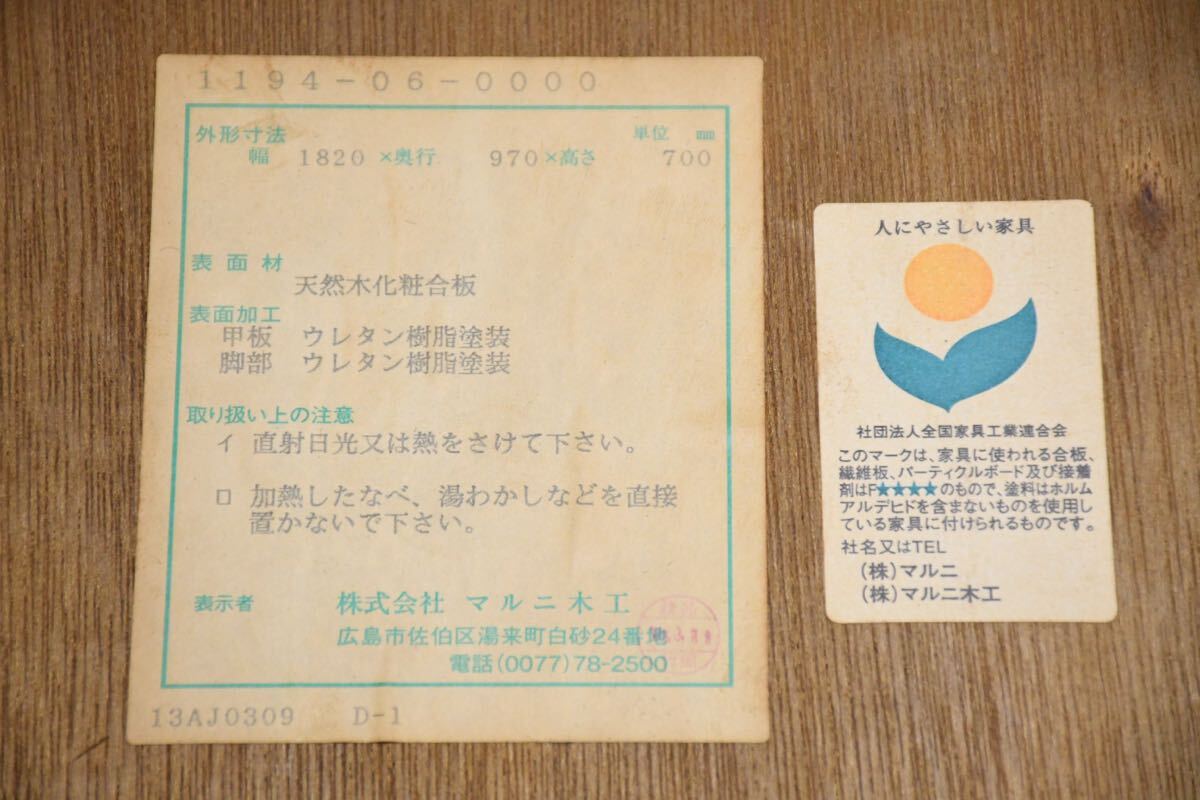 1194-06-0000
外形寸法 単位 ㎜
幅 1820 ×奥行 970 ×高さ 700
表面材
天然木化粧合板
表面加工
甲板 ウレタン樹脂塗装
脚部 ウレタン樹脂塗装
取り扱い上の注意
イ 直射日光又は熱をさけて下さい。
ロ 加熱したなべ、湯わかしなどを直接
置かないで下さい。
表示者 株式会社 マルニ木工
広島市佐伯区湯来町白砂24番地
電話(0077)78-2500
13AJ0309 D-1
人にやさしい家具
社団法人全国家具工業連合会
このマークは、家具に使われる合板、
繊維板、パーティクルボード及び接着
剤はF★★★★のもので、塗料はホルム
アルデヒドを含まないものを使用し
ている家具に付けられるものです。
社名又はTEL
(株)マルニ
(株)マルニ木工